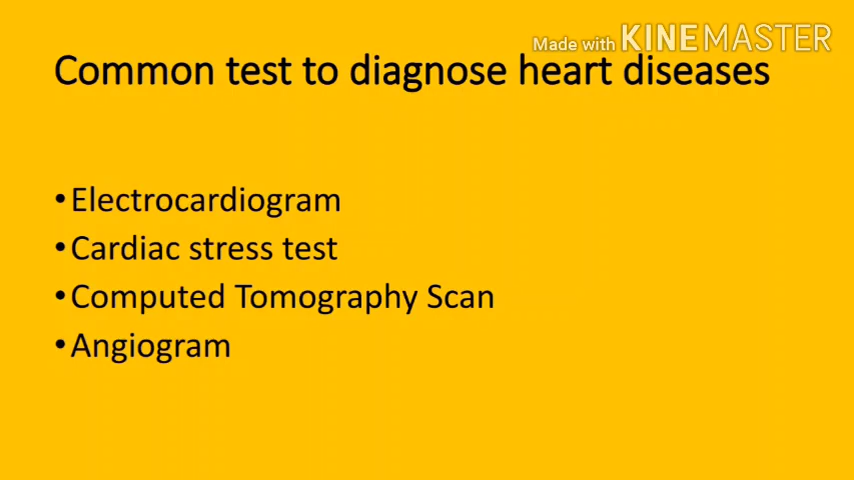 Made with KINEMASTER
Common test to diagnose heart diseases
•Electrocardiogram
•Cardiac stress test
•Computed Tomography Scan
•Angiogram